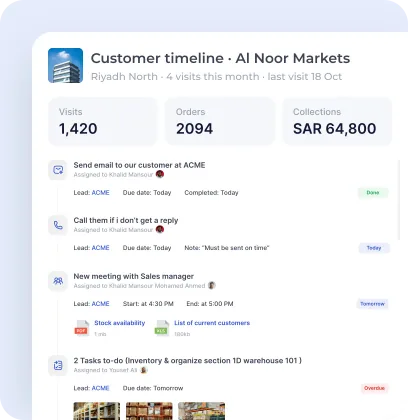 Customer timeline · Al Noor Markets
Riyadh North · 4 visits this month · last visit 18 Oct
Visits
1,420
Orders
2094
Collections
SAR 64,800
Send email to our customer at ACME
Assigned to Khalid Mansour
Lead: ACME Due date: Today Completed: Today Done
Call them if i don't get a reply
Assigned to Khalid Mansour
Lead: ACME Due date: Today Note: "Must be sent on time" Today
New meeting with Sales manager
Assigned to Khalid Mansour Mohamed Ahmed
Lead: ACME Start: at 4:30 PM End: at 5:00 PM Tomorrow
PDF Stock availability
1 mb
XLS List of current customers
100kb
2 Tasks to-do (Inventory & organize section 1D warehouse 101 )
Assigned to Yousef Ali
Lead: ACME Due date: Tomorrow Overdue